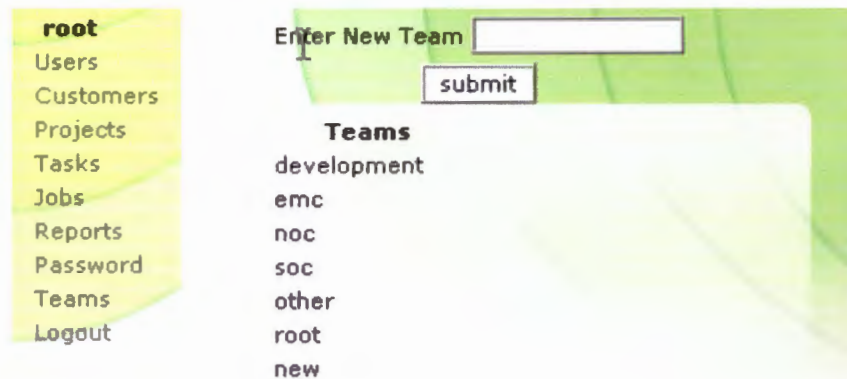 root
Users
Customers
Projects
Tasks
Jobs
Reports
Password
Teams
Logout
Enter New Team
submit
Teams
development
emc
noc
soc
other
root
new